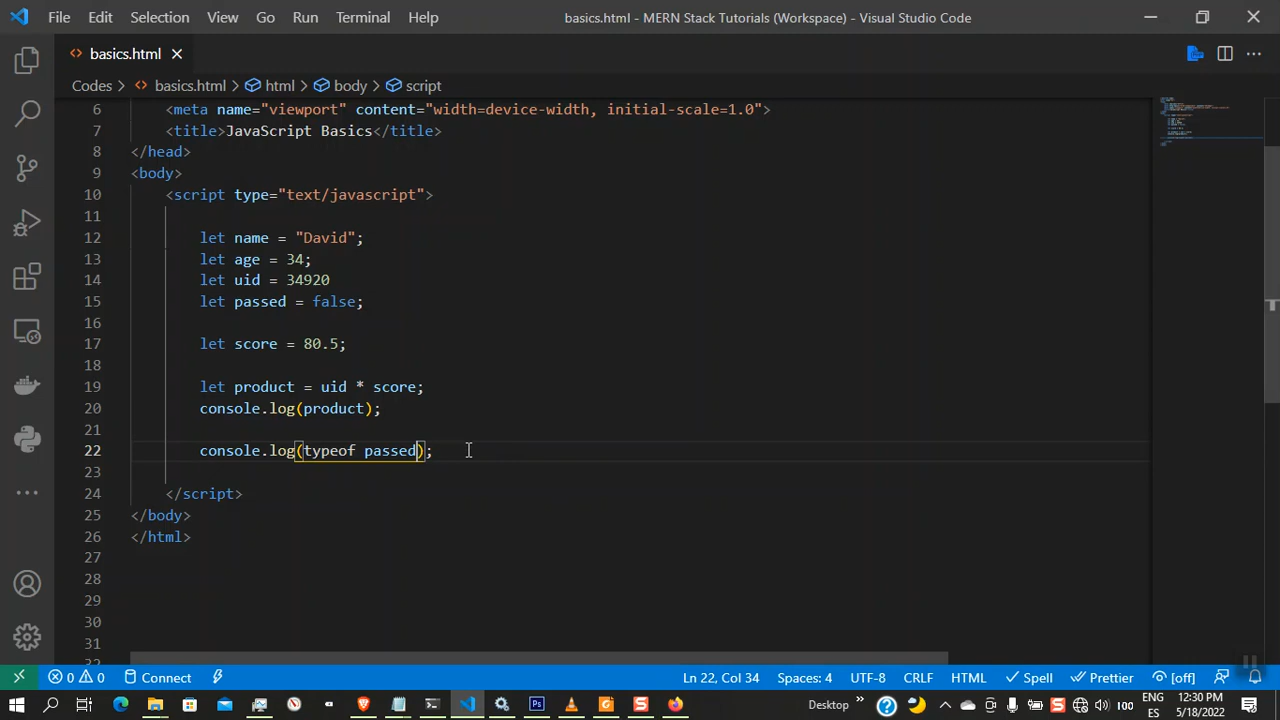 File Edit Selection View Go Run Terminal Help basics.html - MERN Stack Tutorials (Workspace) - Visual Studio Code
basics.html
Codes basics.html html body script
6 <meta name="viewport" content="width=device-width, initial-scale=1.0">
7 <title>JavaScript Basics</title>
8 </head>
9 <body>
10 <script type="text/javascript">
11
12 let name = "David";
13 let age = 34;
14 let uid = 34920
15 let passed = false;
16
17 let score = 80.5;
18
19 let product = uid * score;
20 console.log(product);
21
22 console.log(typeof passed);
23
24 </script>
25 </body>
26 </html>
27
28
29
30
31
32
0 0 Connect Ln 22, Col 34 Spaces: 4 UTF-8 CRLF HTML Spell Prettier [off]
Desktop 100 ENG 12:30 PM
ES 5/18/2022